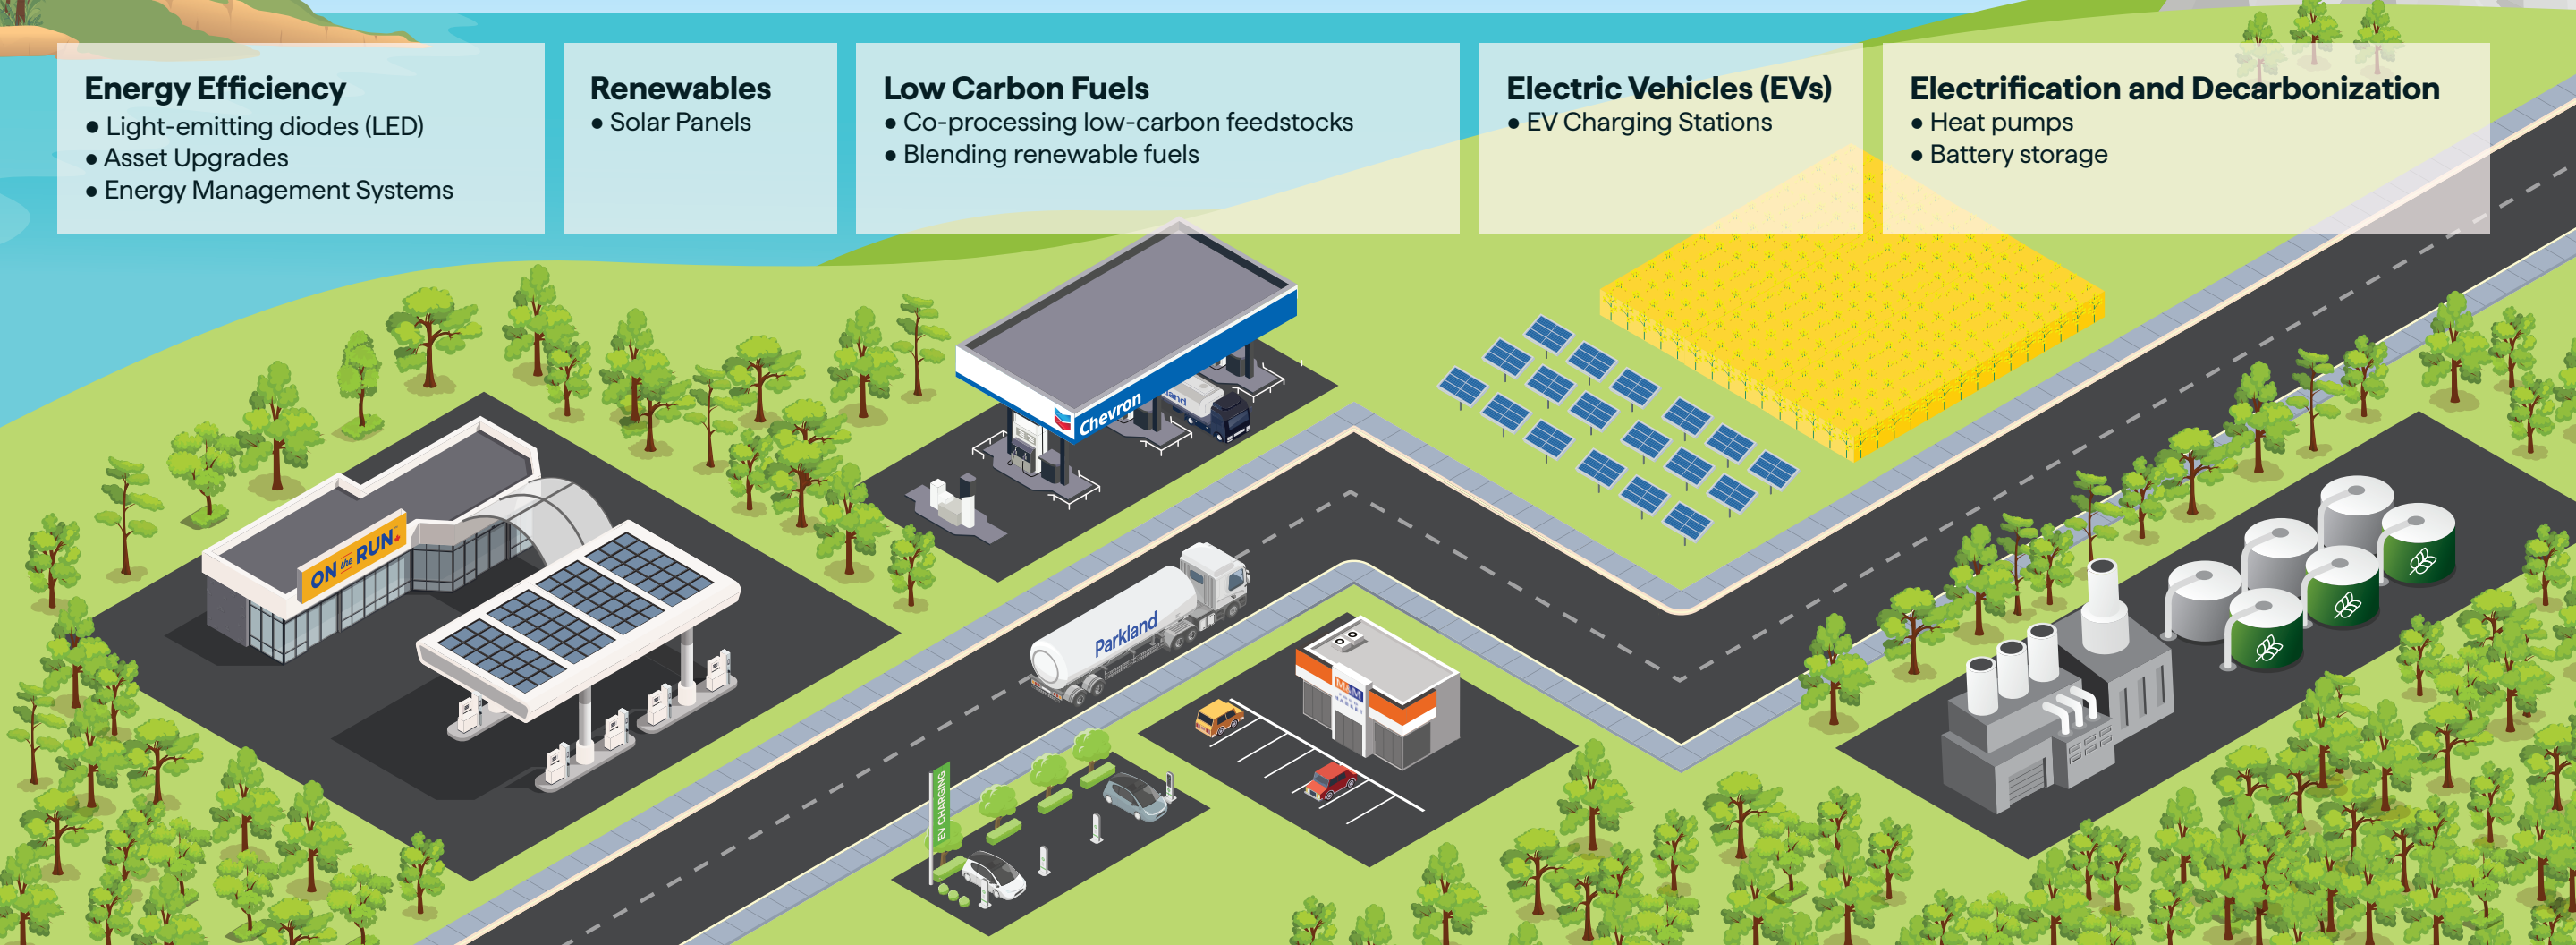 Energy Efficiency
● Light-emitting diodes (LED)
● Asset Upgrades
● Energy Management Systems
Renewables
● Solar Panels
Low Carbon Fuels
● Co-processing low-carbon feedstocks
● Blending renewable fuels
Electric Vehicles (EVs)
● EV Charging Stations
Electrification and Decarbonization
● Heat pumps
● Battery storage
Chevron
ON the RUN
Parkland
M&M
FOOD
MARKET
EV CHARGING